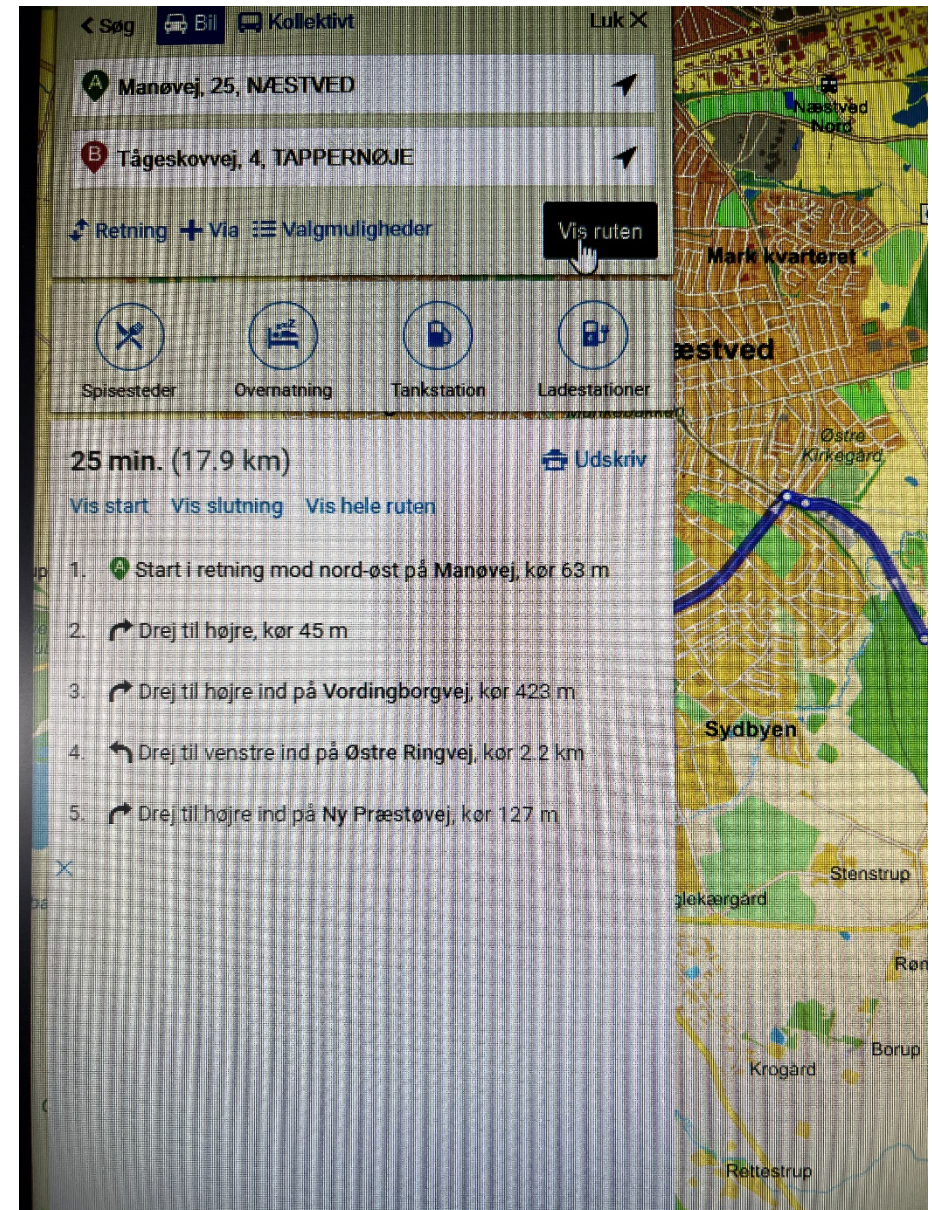 < Søg Bil Kollektivt Luk X
A Manøvej, 25, NÆSTVED
B Tågeskovvej, 4, TAPPERNØJE
Retning + Via Valgmuligheder Vis ruten
Spisesteder Overnatning Tankstation Ladestationer
25 min. (17.9 km) Udskriv
Vis start Vis slutning Vis hele ruten
1. A Start i retning mod nord-øst på Manøvej, kør 63 m
2. Drej til højre, kør 45 m
3. Drej til højre ind på Vordingborgvej, kør 423 m
4. Drej til venstre ind på Østre Ringvej, kør 2.2 km
5. Drej til højre ind på Ny Præstøvej, kør 127 m
Næstved
Nord
Mark kvarteret
æstved
Østre
Kirkegård
Sydbyen
Stenstrup
glekærgård
Røn
Borup
Krogård
Rettestrup